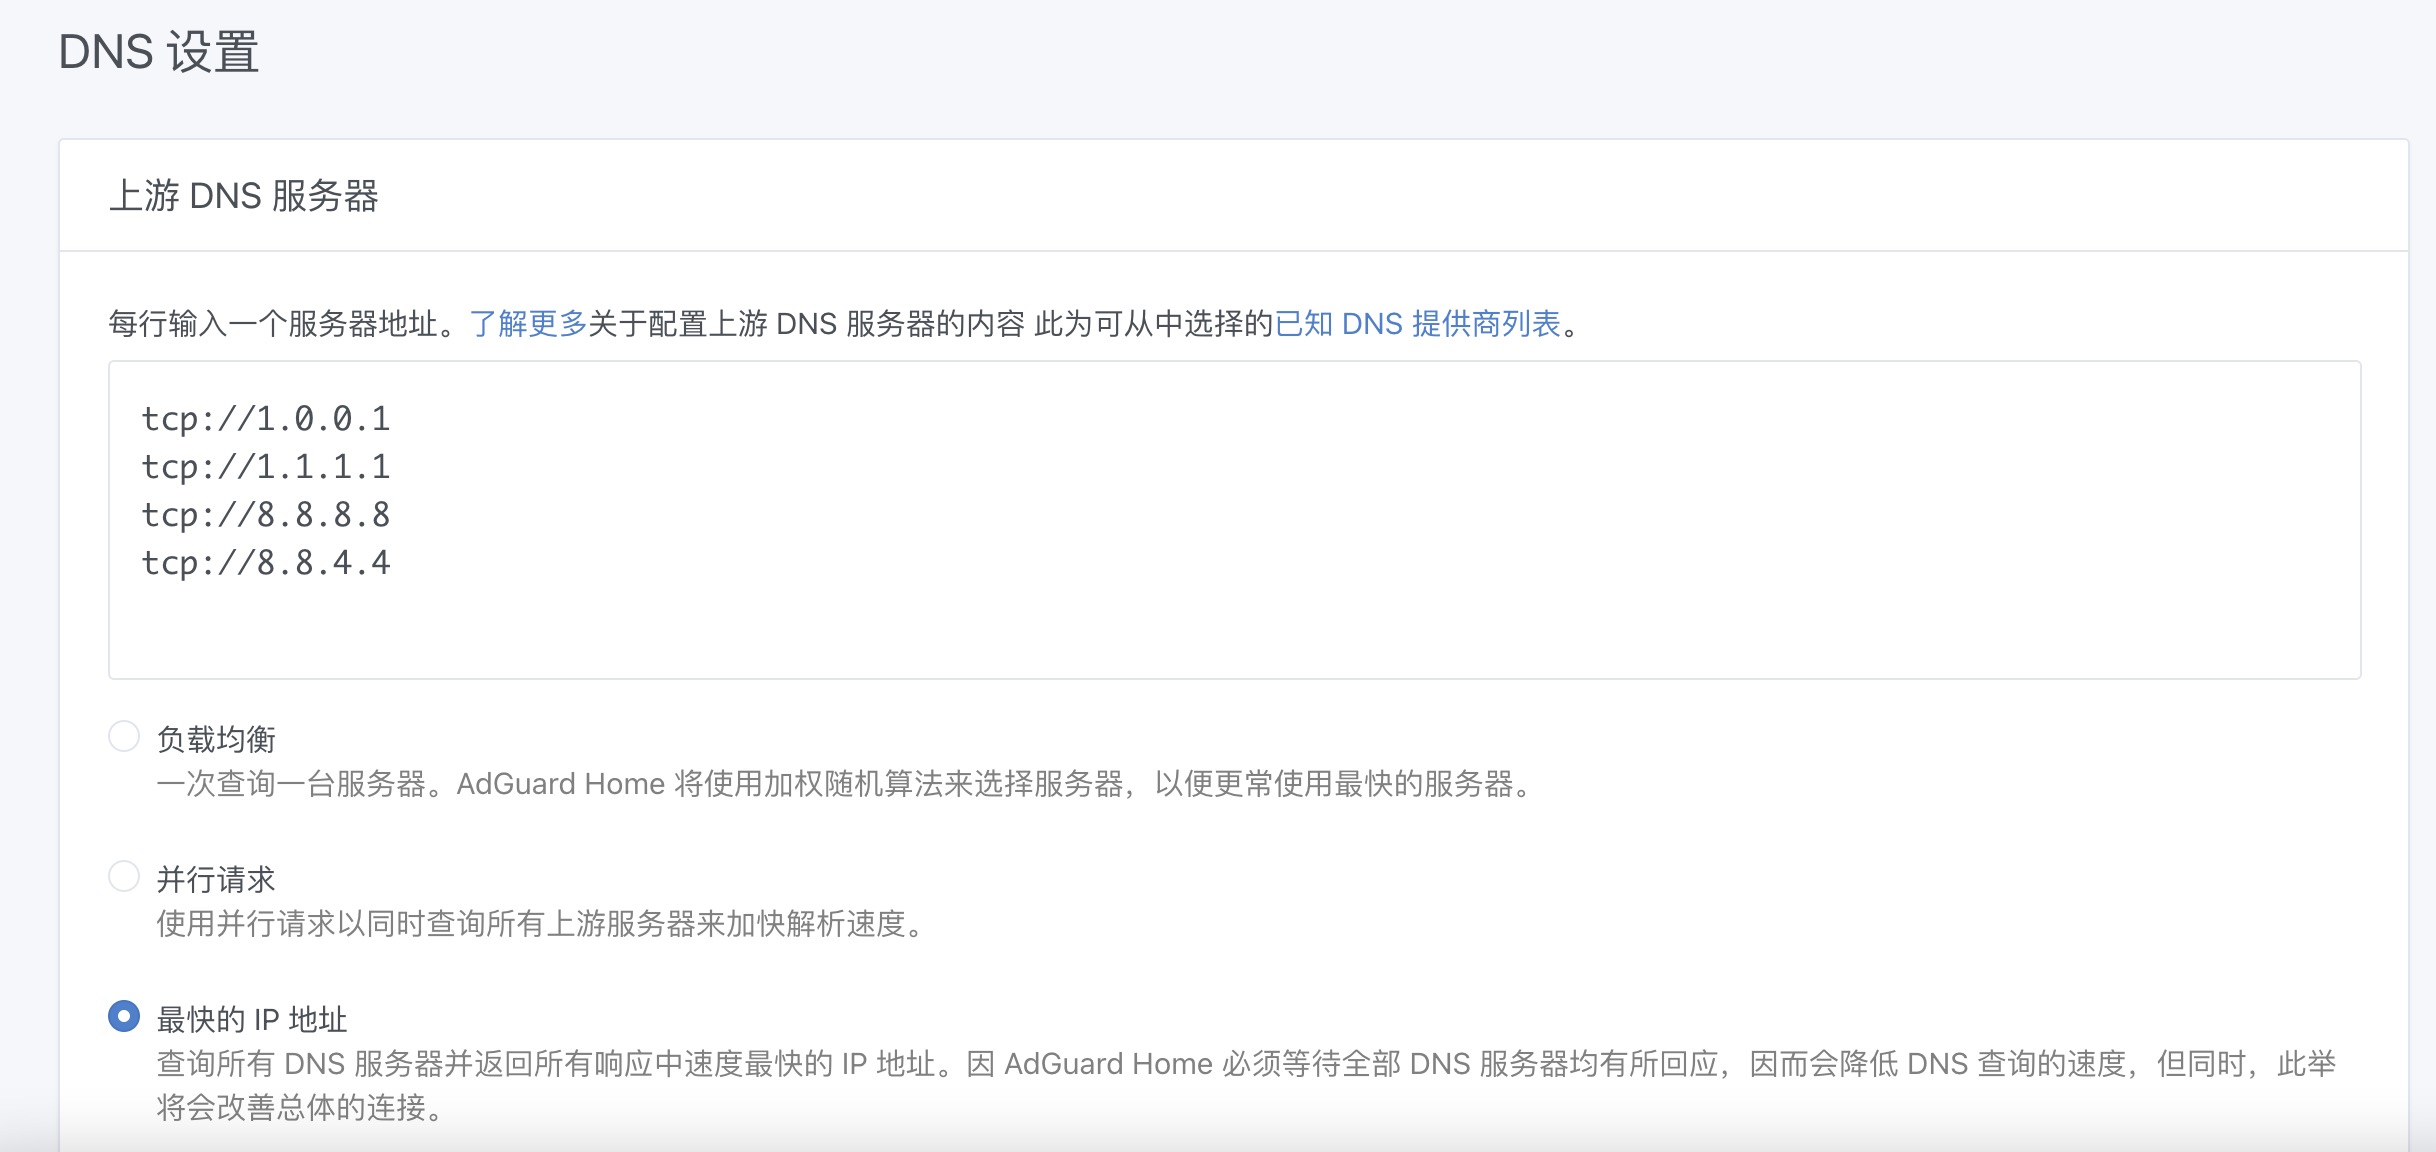 DNS 设置
上游 DNS 服务器
每行输入一个服务器地址。了解更多关于配置上游 DNS 服务器的内容 此为可从中选择的已知 DNS 提供商列表。
tcp://1.0.0.1
tcp://1.1.1.1
tcp://8.8.8.8
tcp://8.8.4.4
负载均衡
一次查询一台服务器。AdGuard Home 将使用加权随机算法来选择服务器，以便更常使用最快的服务器。
并行请求
使用并行请求以同时查询所有上游服务器来加快解析速度。
最快的 IP 地址
查询所有 DNS 服务器并返回所有响应中速度最快的 IP 地址。因 AdGuard Home 必须等待全部 DNS 服务器均有所回应，因而会降低 DNS 查询的速度，但同时，此举
将会改善总体的连接。